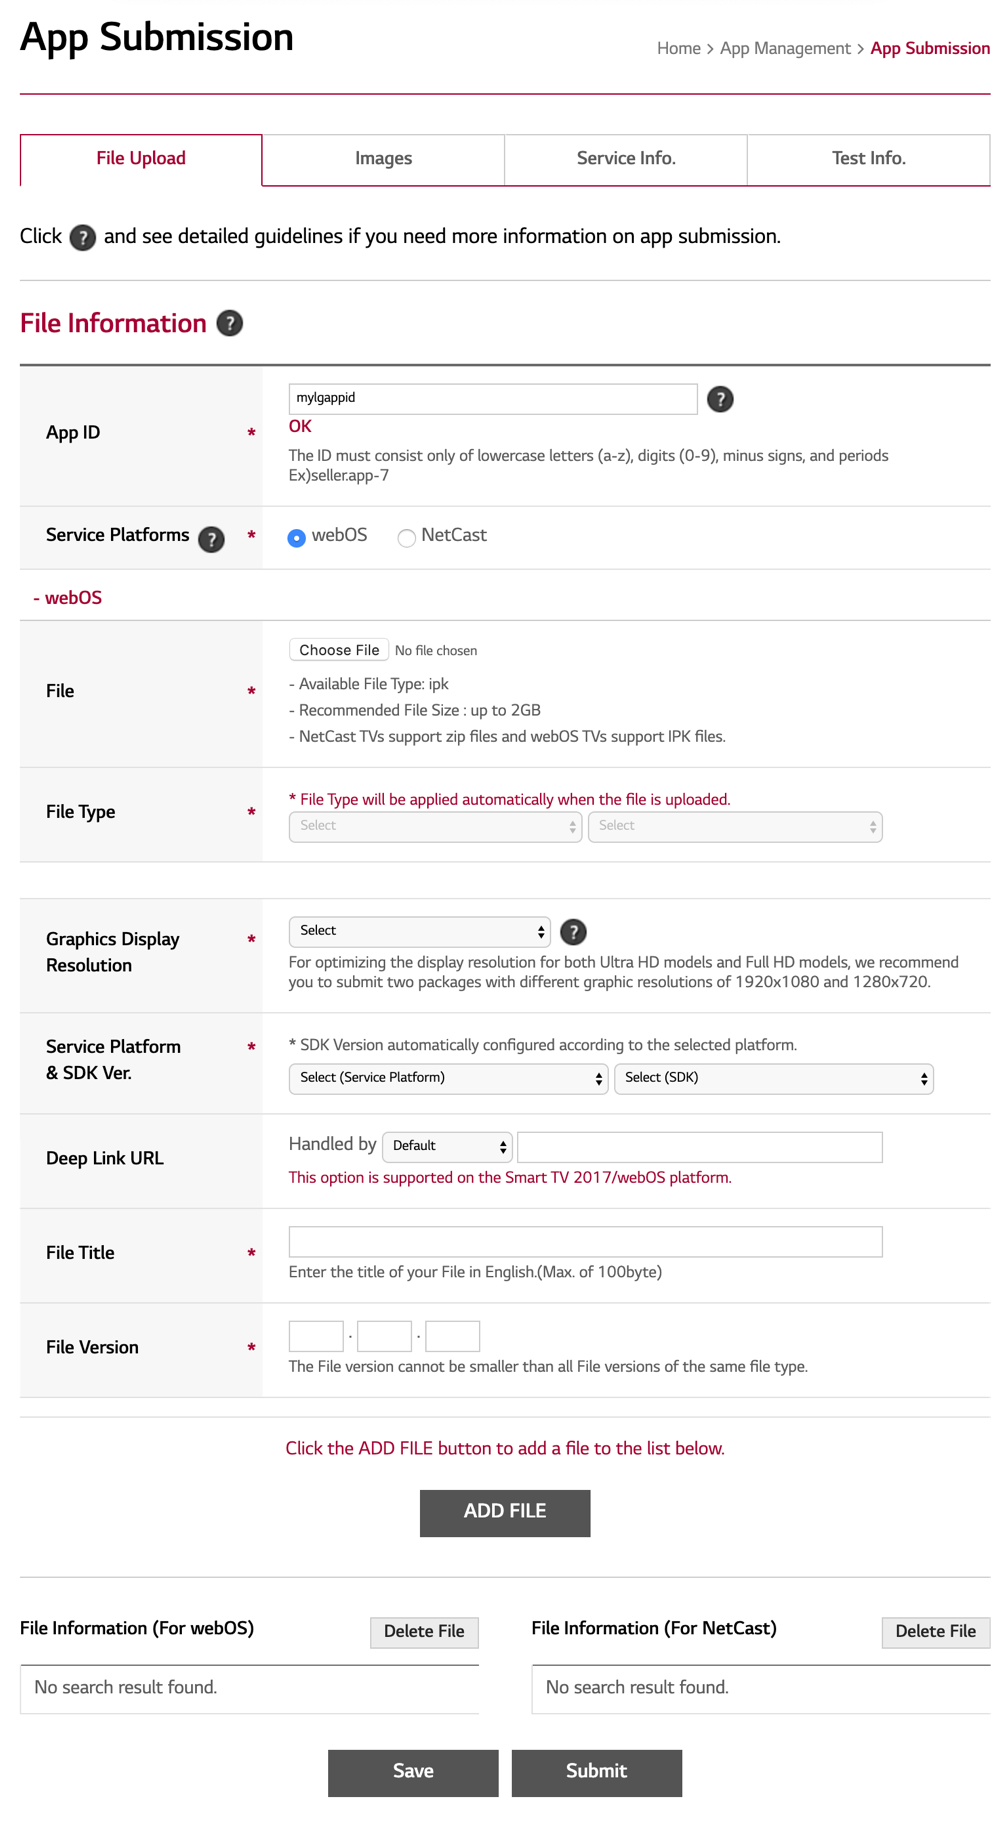 App Submission
Home > App Management > App Submission
File Upload
Images
Service Info.
Test Info.
Click ? and see detailed guidelines if you need more information on app submission.
File Information ?
App ID *
mylgappid ?
OK
The ID must consist only of lowercase letters (a-z), digits (0-9), minus signs, and periods
Ex)seller.app-7
Service Platforms ? *
webOS NetCast
- webOS
File *
Choose File No file chosen
- Available File Type: ipk
- Recommended File Size : up to 2GB
- NetCast TVs support zip files and webOS TVs support IPK files.
File Type *
* File Type will be applied automatically when the file is uploaded.
Select Select
Graphics Display
Resolution *
Select ?
For optimizing the display resolution for both Ultra HD models and Full HD models, we recommend
you to submit two packages with different graphic resolutions of 1920x1080 and 1280x720.
Service Platform
& SDK Ver. *
* SDK Version automatically configured according to the selected platform.
Select (Service Platform) Select (SDK)
Deep Link URL
Handled by Default
This option is supported on the Smart TV 2017/webOS platform.
File Title *
Enter the title of your File in English.(Max. of 100byte)
File Version *
. .
The File version cannot be smaller than all File versions of the same file type.
Click the ADD FILE button to add a file to the list below.
ADD FILE
File Information (For webOS) Delete File
No search result found.
File Information (For NetCast) Delete File
No search result found.
Save Submit